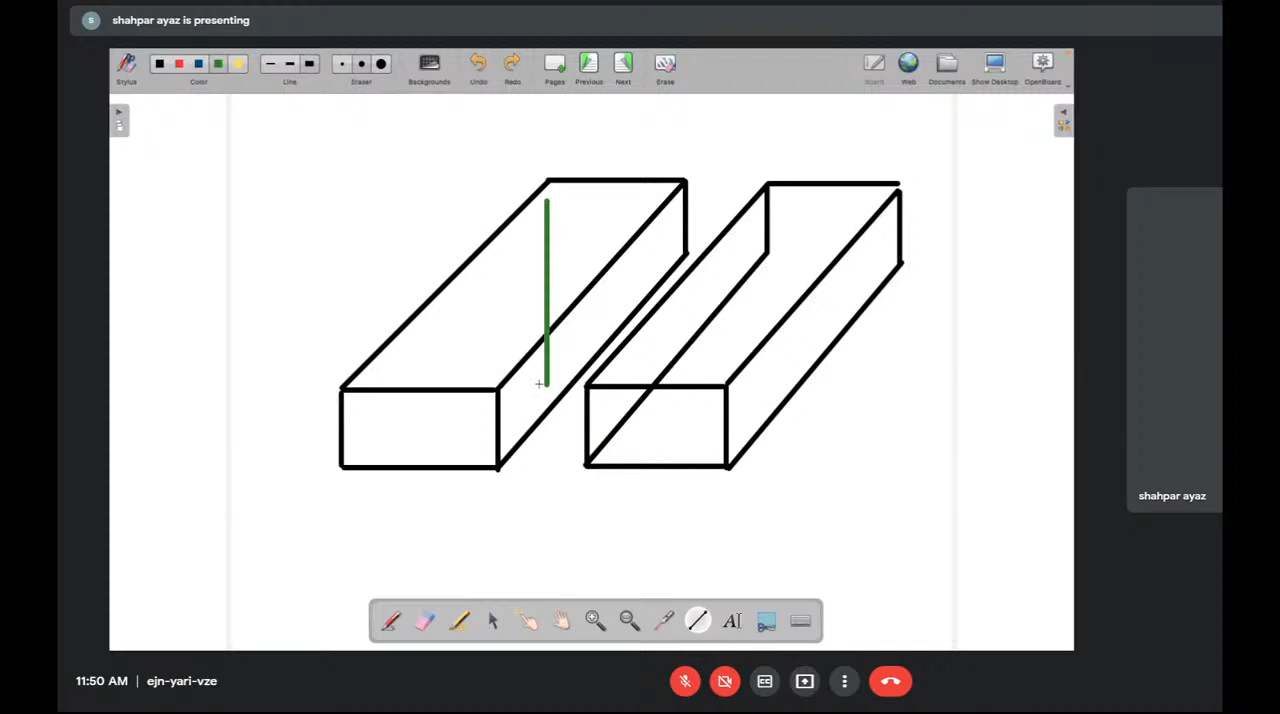 S
shahpar ayaz is presenting
Stylus
Color
Line
Eraser
Backgrounds
Undo
Redo
Pages
Previous
Next
Erase
Board
Web
Documents
Show Desktop
OpenBoard
A
shahpar ayaz
11:50 AM | ejn-yari-vze
CC